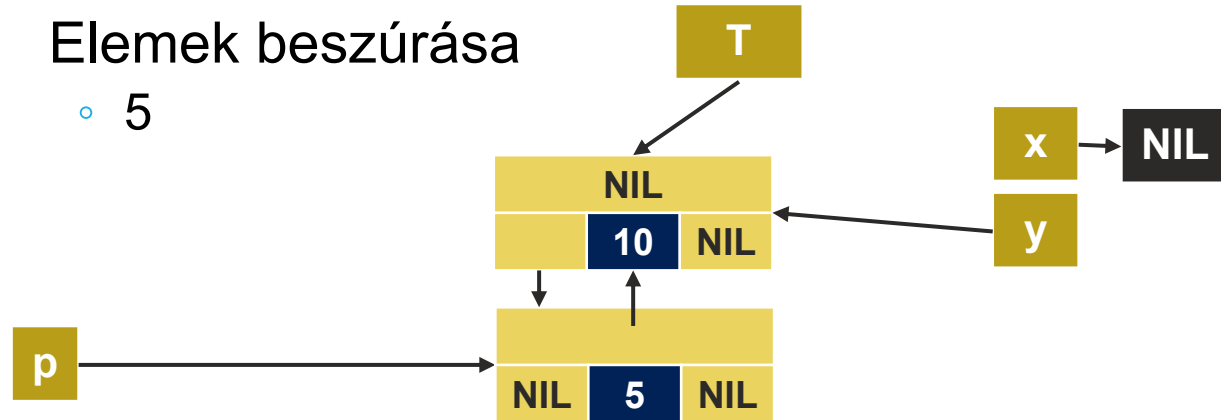 Elemek beszúrása
◦ 5
T
x
NIL
y
NIL
10
NIL
p
NIL
5
NIL